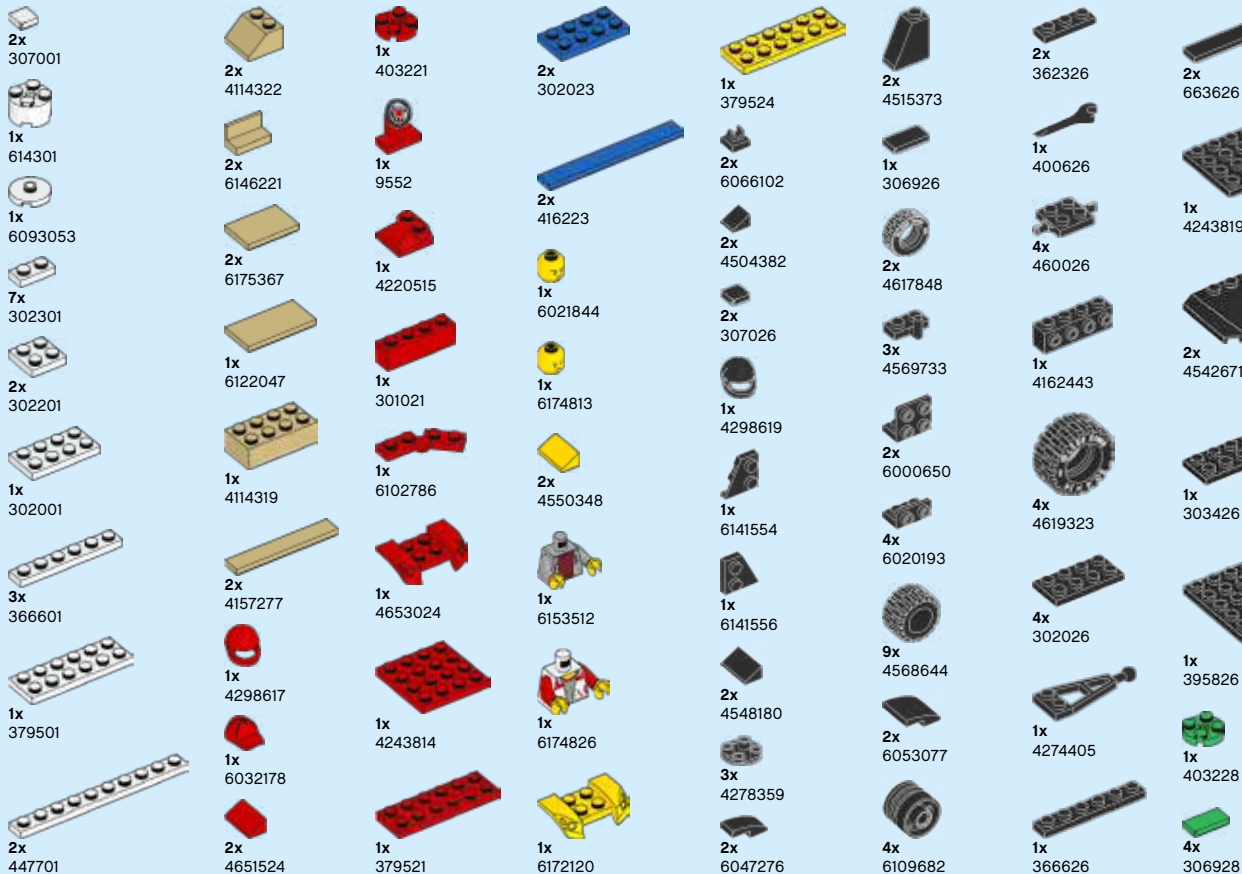 2x
307001
1x
614301
1x
6093053
7x
302301
2x
302201
1x
302001
3x
366601
1x
379501
2x
447701
2x
4114322
2x
6146221
2x
6175367
1x
6122047
1x
4114319
2x
4157277
1x
4298617
1x
6032178
2x
4651524
1x
403221
1x
9552
1x
4220515
1x
301021
1x
6102786
1x
4653024
1x
4243814
1x
379521
2x
302023
2x
416223
1x
6021844
1x
6174813
2x
4550348
1x
6153512
1x
6174826
1x
6172120
1x
379524
2x
6066102
2x
4504382
2x
307026
1x
4298619
1x
6141554
1x
6141556
2x
4548180
3x
4278359
2x
6047276
2x
4515373
1x
306926
2x
4617848
3x
4569733
2x
6000650
4x
6020193
9x
4568644
2x
6053077
4x
6109682
2x
362326
1x
400626
4x
460026
1x
4162443
4x
4619323
4x
302026
1x
4274405
1x
366626
2x
663626
1x
4243819
2x
4542671
1x
303426
1x
395826
1x
403228
4x
306928